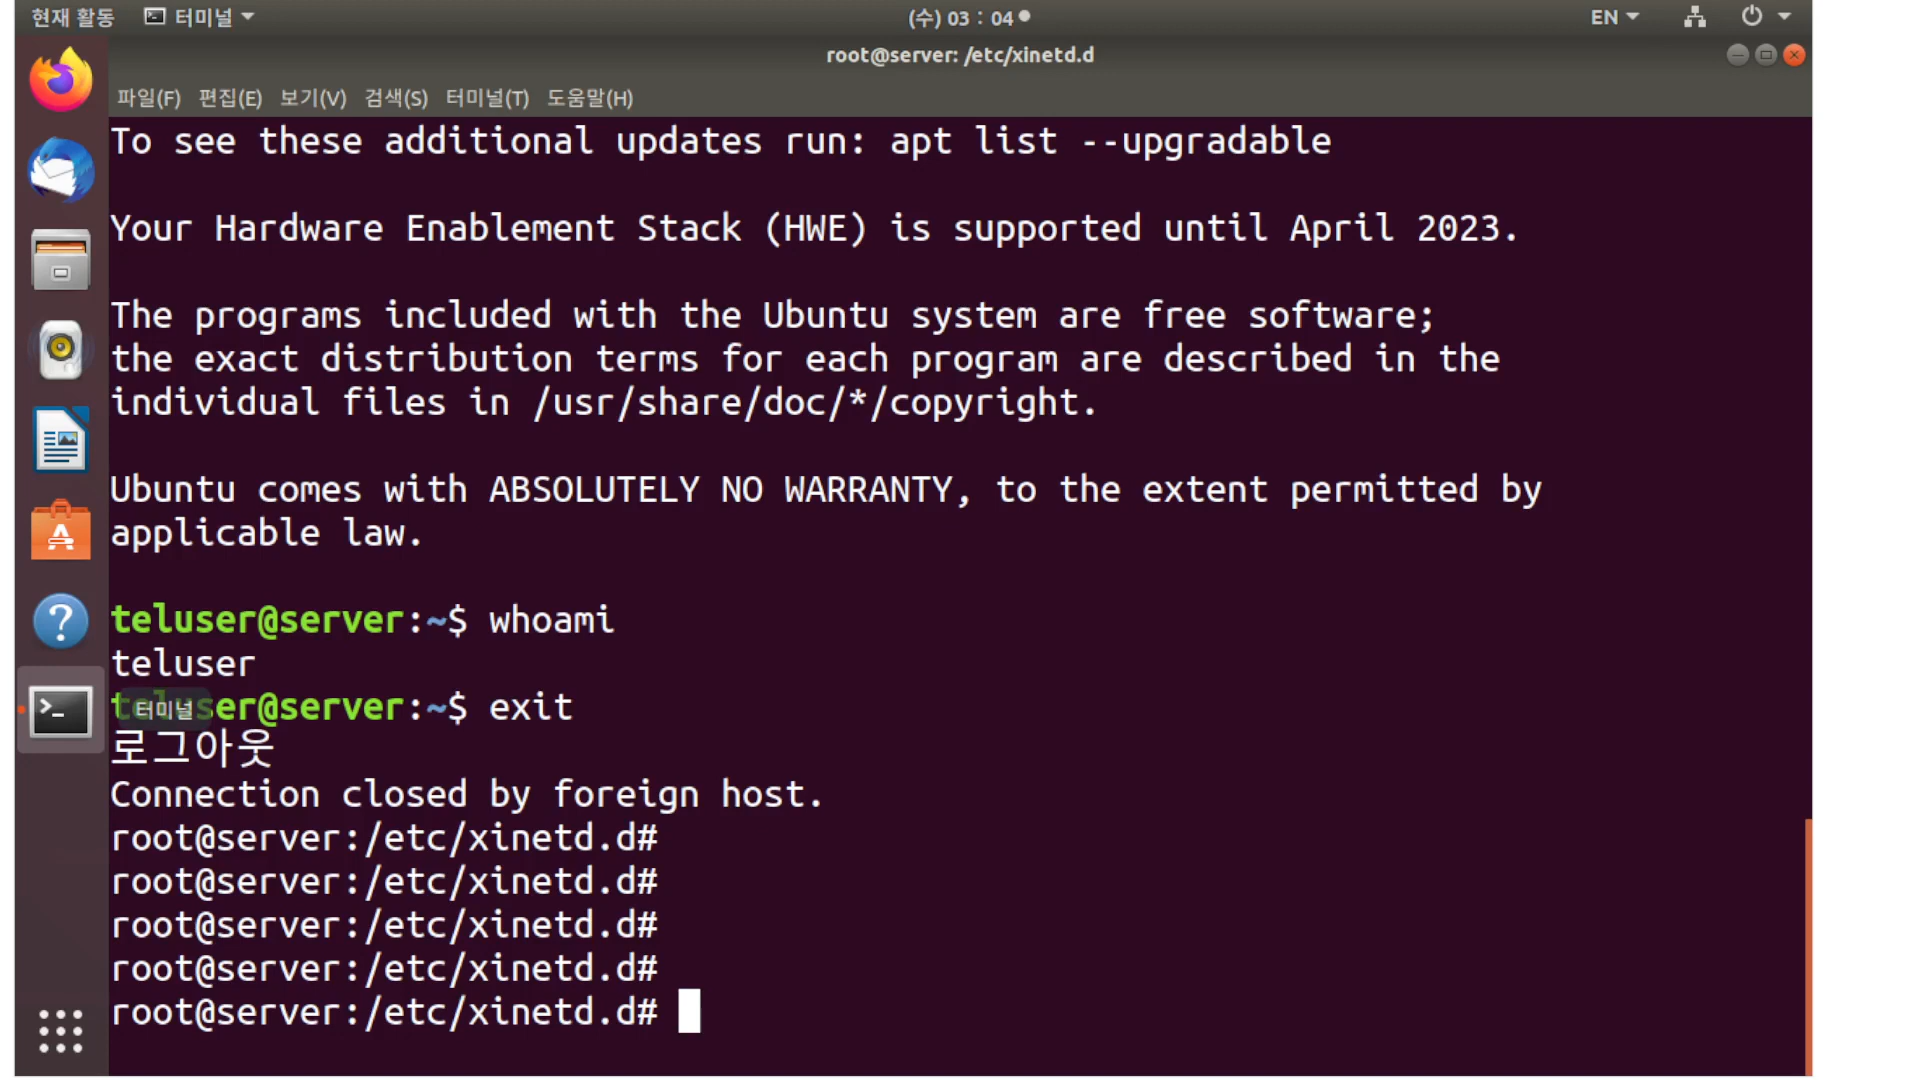 현재 활동 터미널 (수) 03 : 04 EN
root@server: /etc/xinetd.d
파일(F) 편집(E) 보기(V) 검색(S) 터미널(T) 도움말(H)
To see these additional updates run: apt list --upgradable
Your Hardware Enablement Stack (HWE) is supported until April 2023.
The programs included with the Ubuntu system are free software;
the exact distribution terms for each program are described in the
individual files in /usr/share/doc/*/copyright.
Ubuntu comes with ABSOLUTELY NO WARRANTY, to the extent permitted by
applicable law.
teluser@server:~$ whoami
teluser
teluser@server:~$ exit
터미널
로그아웃
Connection closed by foreign host.
root@server:/etc/xinetd.d#
root@server:/etc/xinetd.d#
root@server:/etc/xinetd.d#
root@server:/etc/xinetd.d#
root@server:/etc/xinetd.d#